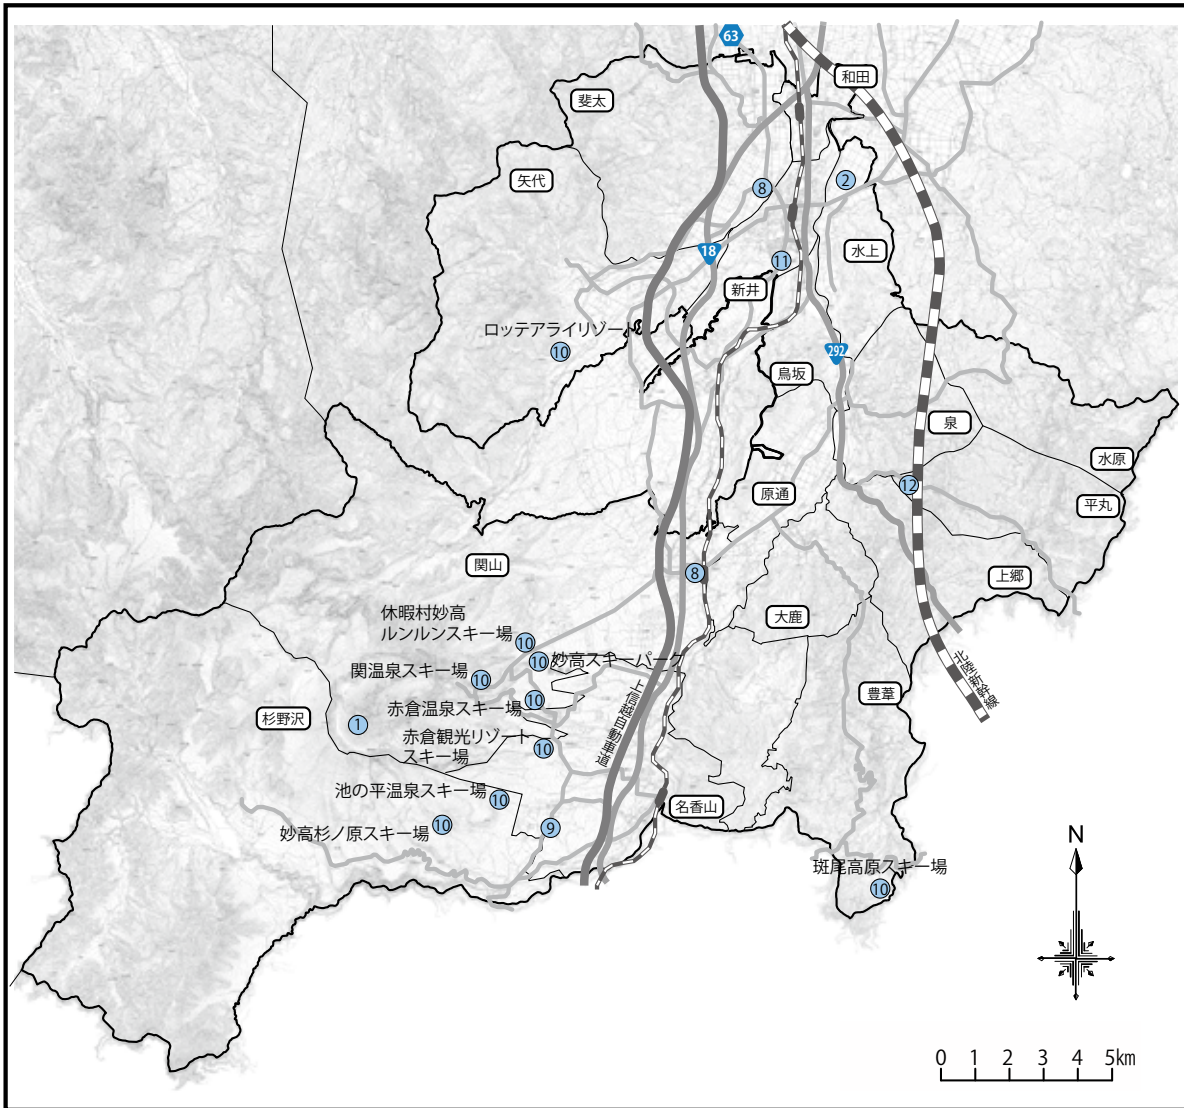 63
和田
斐太
矢代
8
2
18
水上
11
新井
ロッテアライリゾート
10
292
鳥坂
泉
水原
12
原通
平丸
関山
8
上郷
休暇村妙高
ルンルンスキー場
10
大鹿
10
妙高スキーパーク
関温泉スキー場
10
北陸新幹線
赤倉温泉スキー場
10
豊葦
上信越自動車道
杉野沢
1
赤倉観光リゾート
スキー場
10
池の平温泉スキー場
10
名香山
妙高杉ノ原スキー場
10
9
N
斑尾高原スキー場
10
0 1 2 3 4 5km